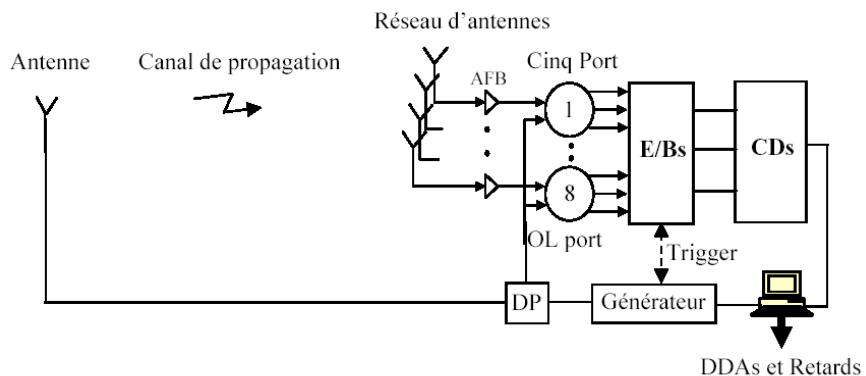 Réseau d'antennes
Antenne
Canal de propagation
AFB
Cinq Port
1
E/Bs
CDs
8
OL port
Trigger
DP
Générateur
DDAs et Retards